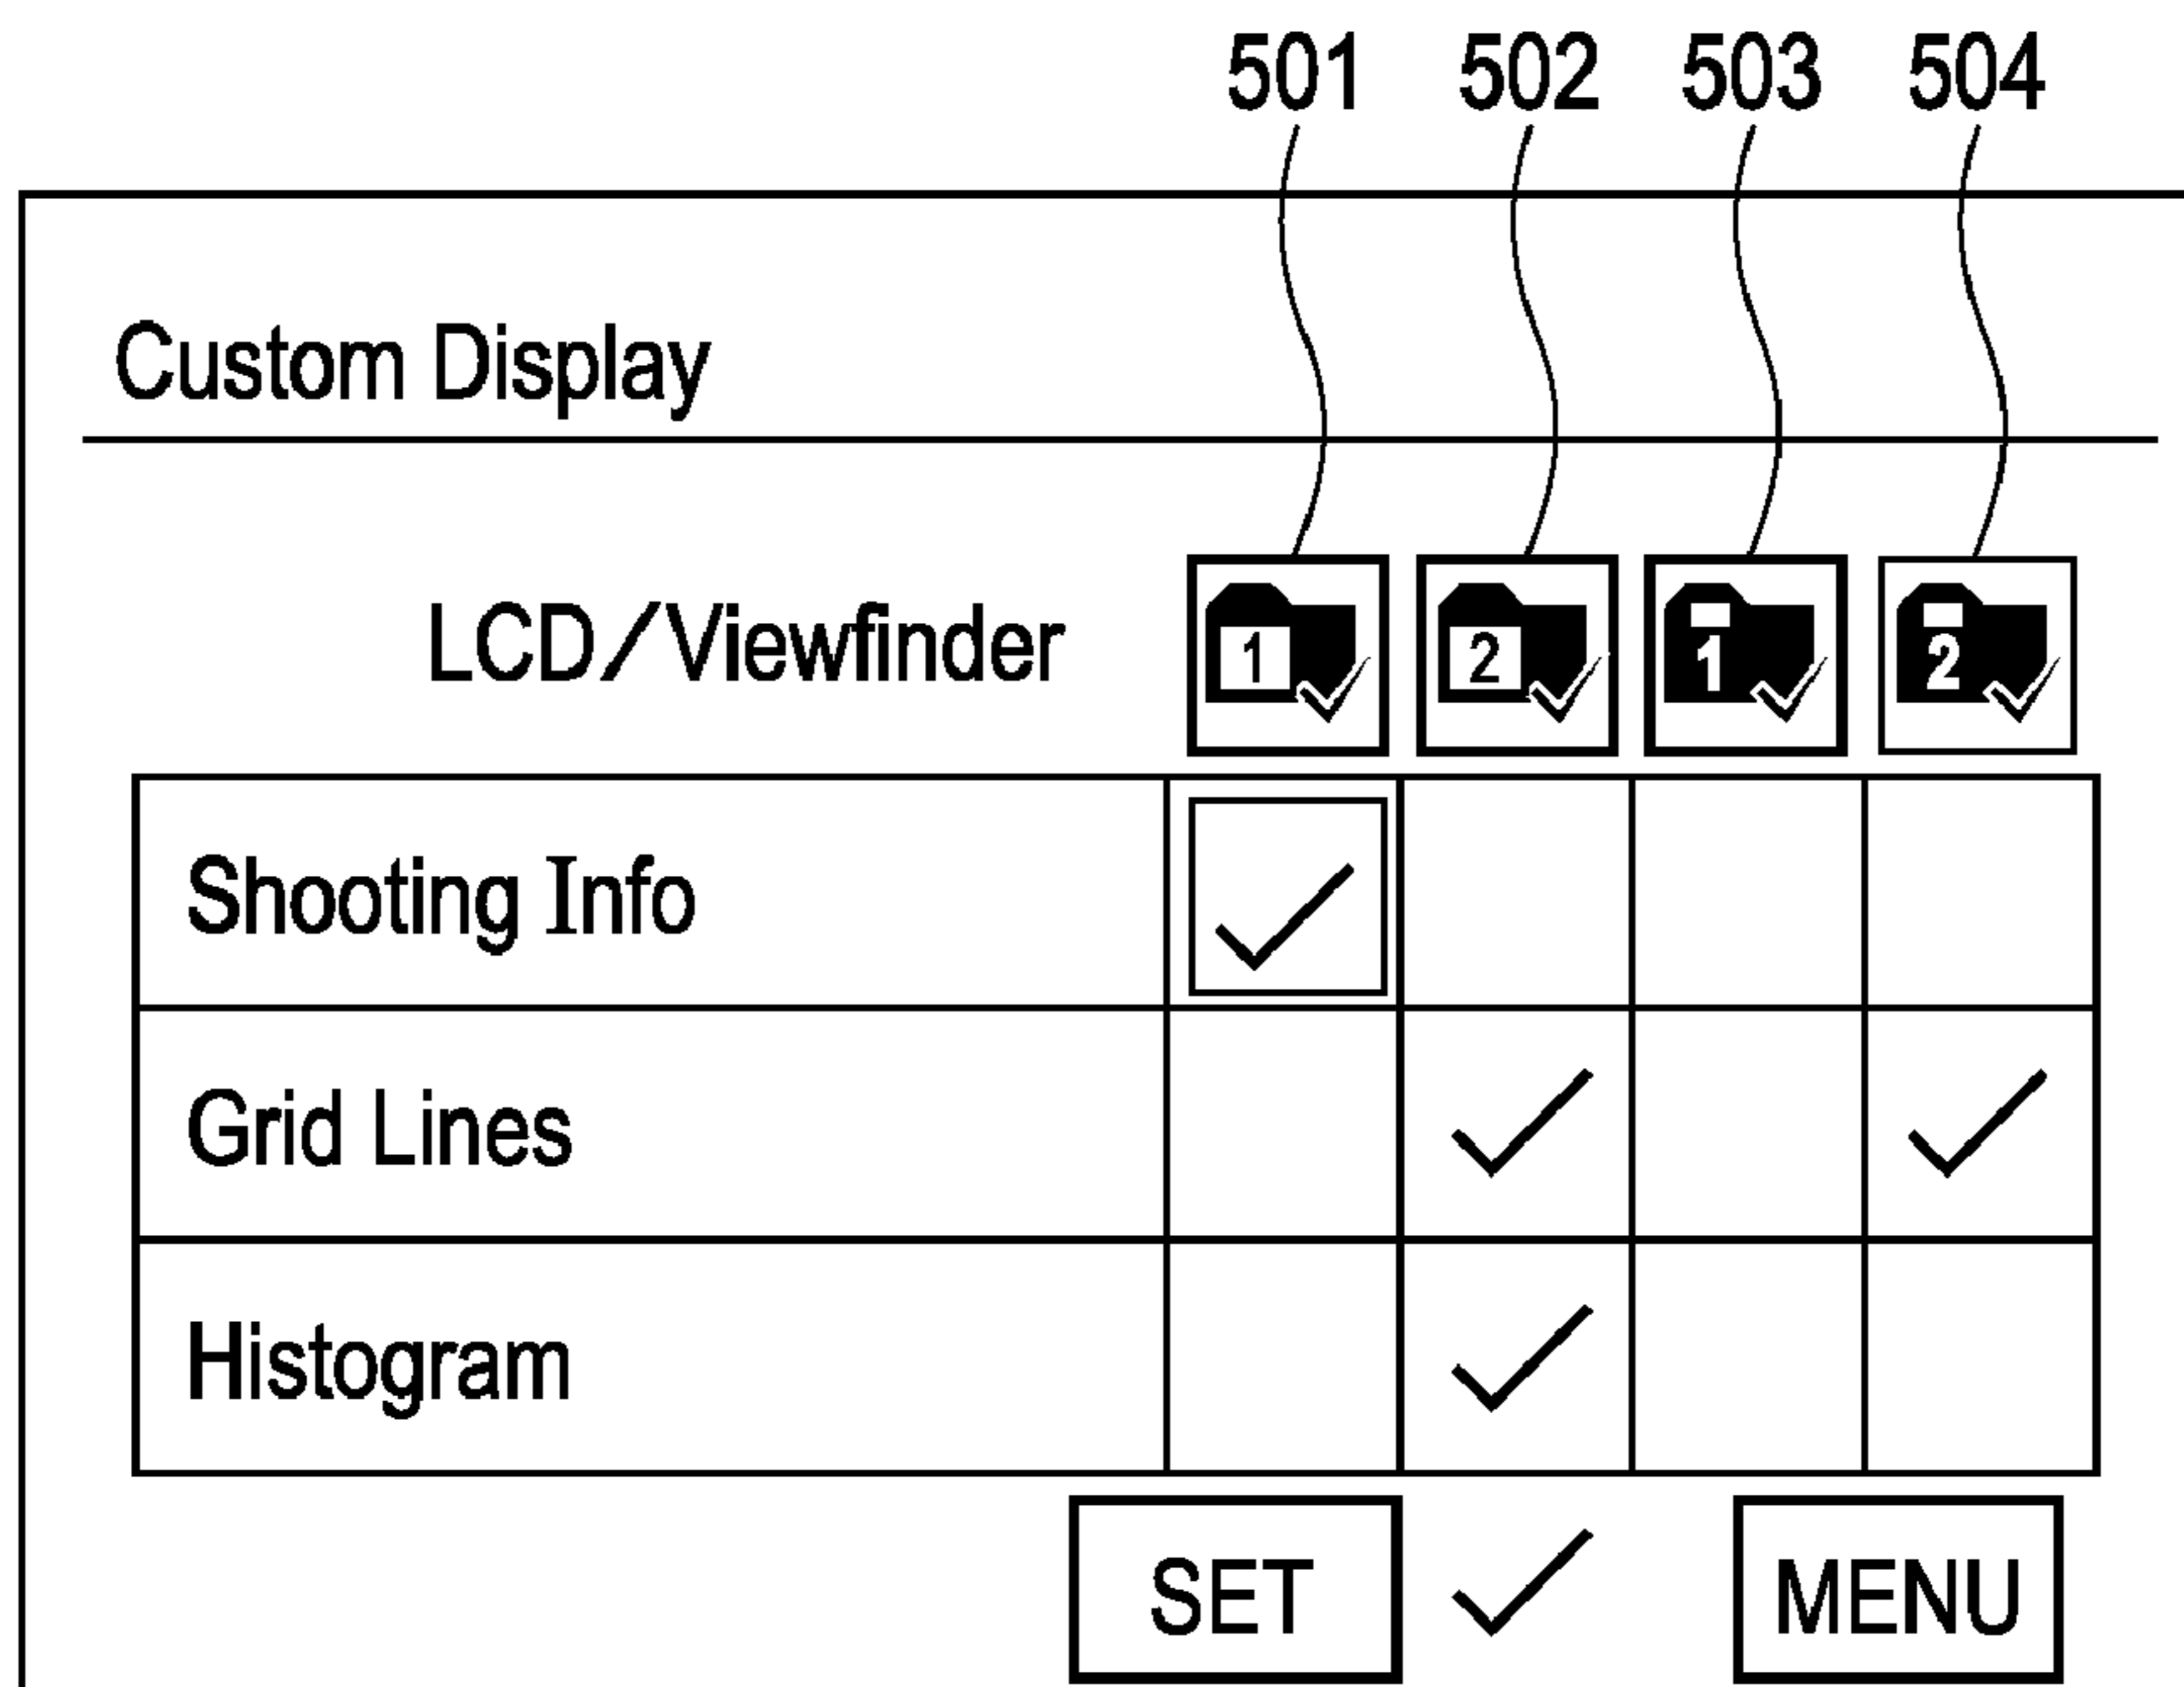 501 502 503 504
Custom Display
LCD/Viewfinder 1 2 1 2
Shooting Info
Grid Lines
Histogram
SET MENU